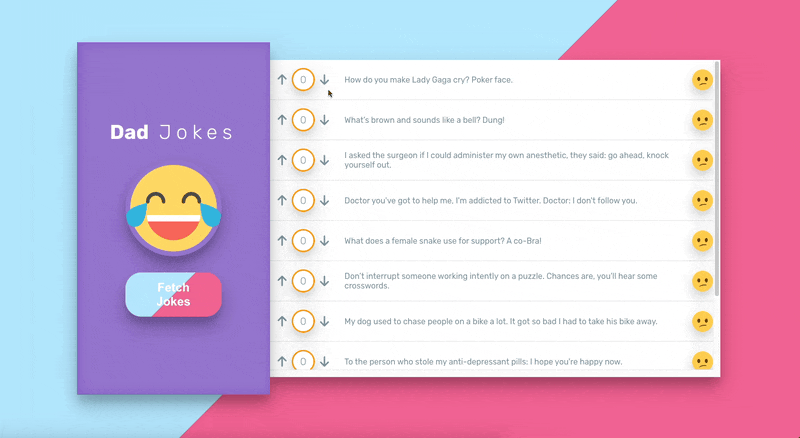 Dad Jokes
Fetch
Jokes
0
How do you make Lady Gaga cry? Poker face.
0
What's brown and sounds like a bell? Dung!
0
I asked the surgeon if I could administer my own anesthetic, they said: go ahead, knock
yourself out.
0
Doctor you've got to help me, I'm addicted to Twitter. Doctor: I don't follow you.
0
What does a female snake use for support? A co-Bra!
0
Don't interrupt someone working intently on a puzzle. Chances are, you'll hear some
crosswords.
0
My dog used to chase people on a bike a lot. It got so bad I had to take his bike away.
0
To the person who stole my anti-depressant pills: I hope you're happy now.